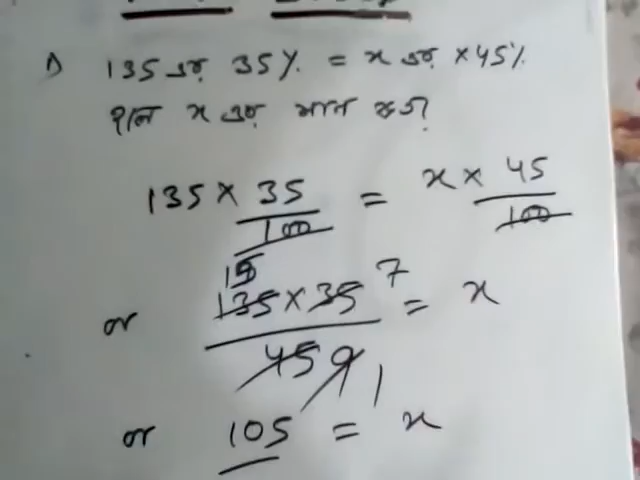 1) 135 এর 35% = x এর × 45%
হলে x এর মান কত?
135 × 35/100 = x × 45/100
15 7
or 135 × 35 / 45 9 1 = x
or 105 = x